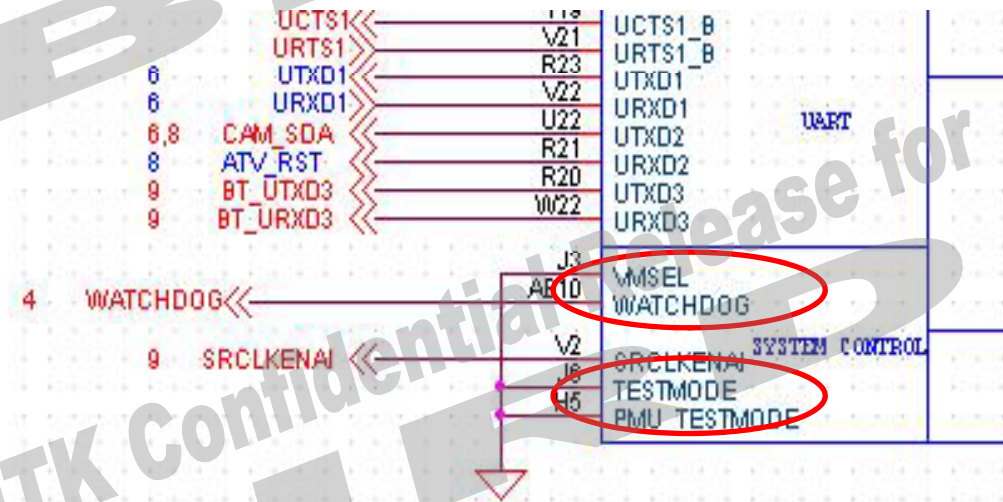 UCTS1 UCTS1_B
URTS1 V21 URTS1_B
6 UTXD1 R23 UTXD1
6 URXD1 V22 URXD1
6,8 CAM_SDA U22 UTXD2
8 ATV_RST R21 URXD2
9 BT_UTXD3 R20 UTXD3
9 BT_URXD3 W22 URXD3
UART
J3 VMSEL
4 WATCHDOG AB10 WATCHDOG
9 SRCLKENAI V2 SRCLKENAI
SYSTEM CONTROL
J6 TESTMODE
H5 PMU_TESTMODE
TK Confidential Release for